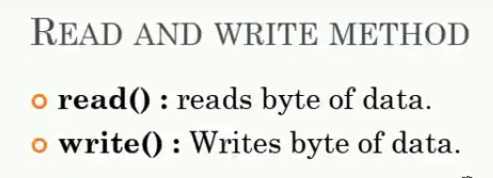 READ AND WRITE METHOD
read() : reads byte of data.
write() : Writes byte of data.